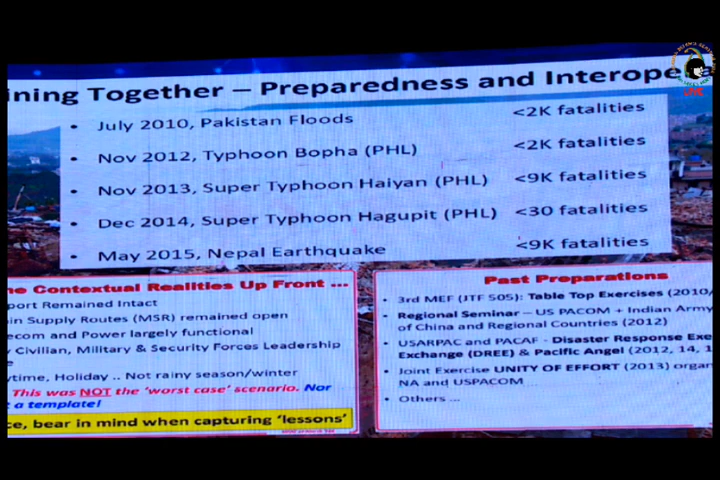 ining Together – Preparedness and Interope
• July 2010, Pakistan Floods <2K fatalities
• Nov 2012, Typhoon Bopha (PHL) <2K fatalities
• Nov 2013, Super Typhoon Haiyan (PHL) <9K fatalities
• Dec 2014, Super Typhoon Hagupit (PHL) <30 fatalities
• May 2015, Nepal Earthquake <9K fatalities
ne Contextual Realities Up Front ...
port Remained Intact
in Supply Routes (MSR) remained open
ecom and Power largely functional
y Civilian, Military & Security Forces Leadership
e
ytime, Holiday .. Not rainy season/winter
This was NOT the 'worst case' scenario. Nor
t a template!
ce, bear in mind when capturing 'lessons'
Past Preparations
• 3rd MEF (JTF 505): Table Top Exercises (2010/
• Regional Seminar – US PACOM + Indian Army
of China and Regional Countries (2012)
• USARPAC and PACAF - Disaster Response Exe
Exchange (DREE) & Pacific Angel (2012, 14, 1
• Joint Exercise UNITY OF EFFORT (2013) organ
NA and USPACOM
• Others ...
LIVE